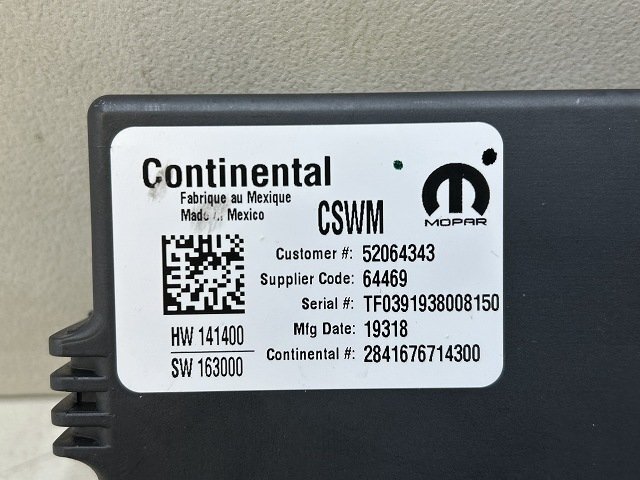 Continental
Fabrique au Mexique
Made in Mexico
CSWM
MOPAR
Customer #: 52064343
Supplier Code: 64469
Serial #: TF0391938008150
HW 141400
Mfg Date: 19318
SW 163000
Continental #: 2841676714300